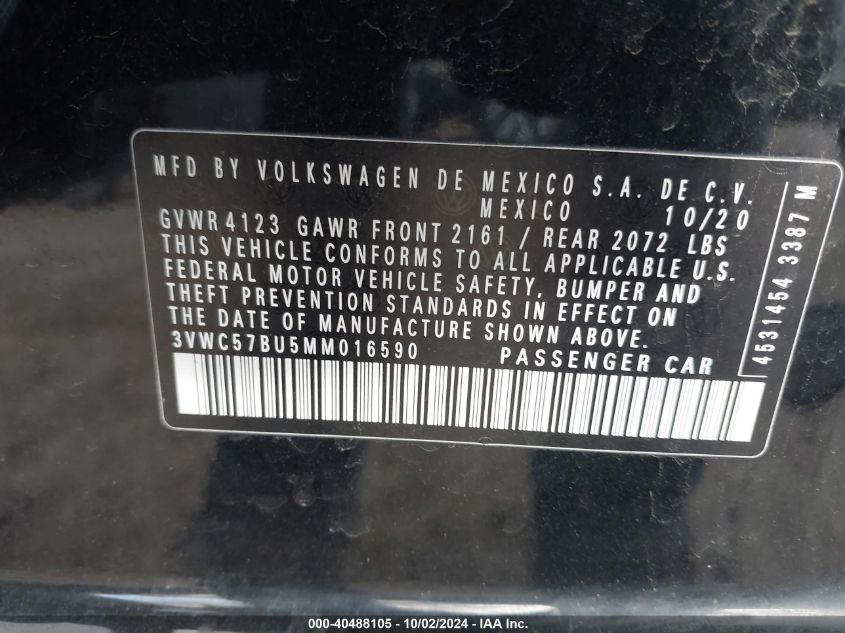 MFD BY VOLKSWAGEN DE MEXICO S.A. DE C.V.
MEXICO 10/20
GVWR 4123 GAWR FRONT 2161 / REAR 2072 LBS
THIS VEHICLE CONFORMS TO ALL APPLICABLE U.S.
FEDERAL MOTOR VEHICLE SAFETY, BUMPER AND
THEFT PREVENTION STANDARDS IN EFFECT ON
THE DATE OF MANUFACTURE SHOWN ABOVE.
3VWC57BU5MM016590 PASSENGER CAR
4531454 3387 M
000-40488105 - 10/02/2024 - IAA Inc.